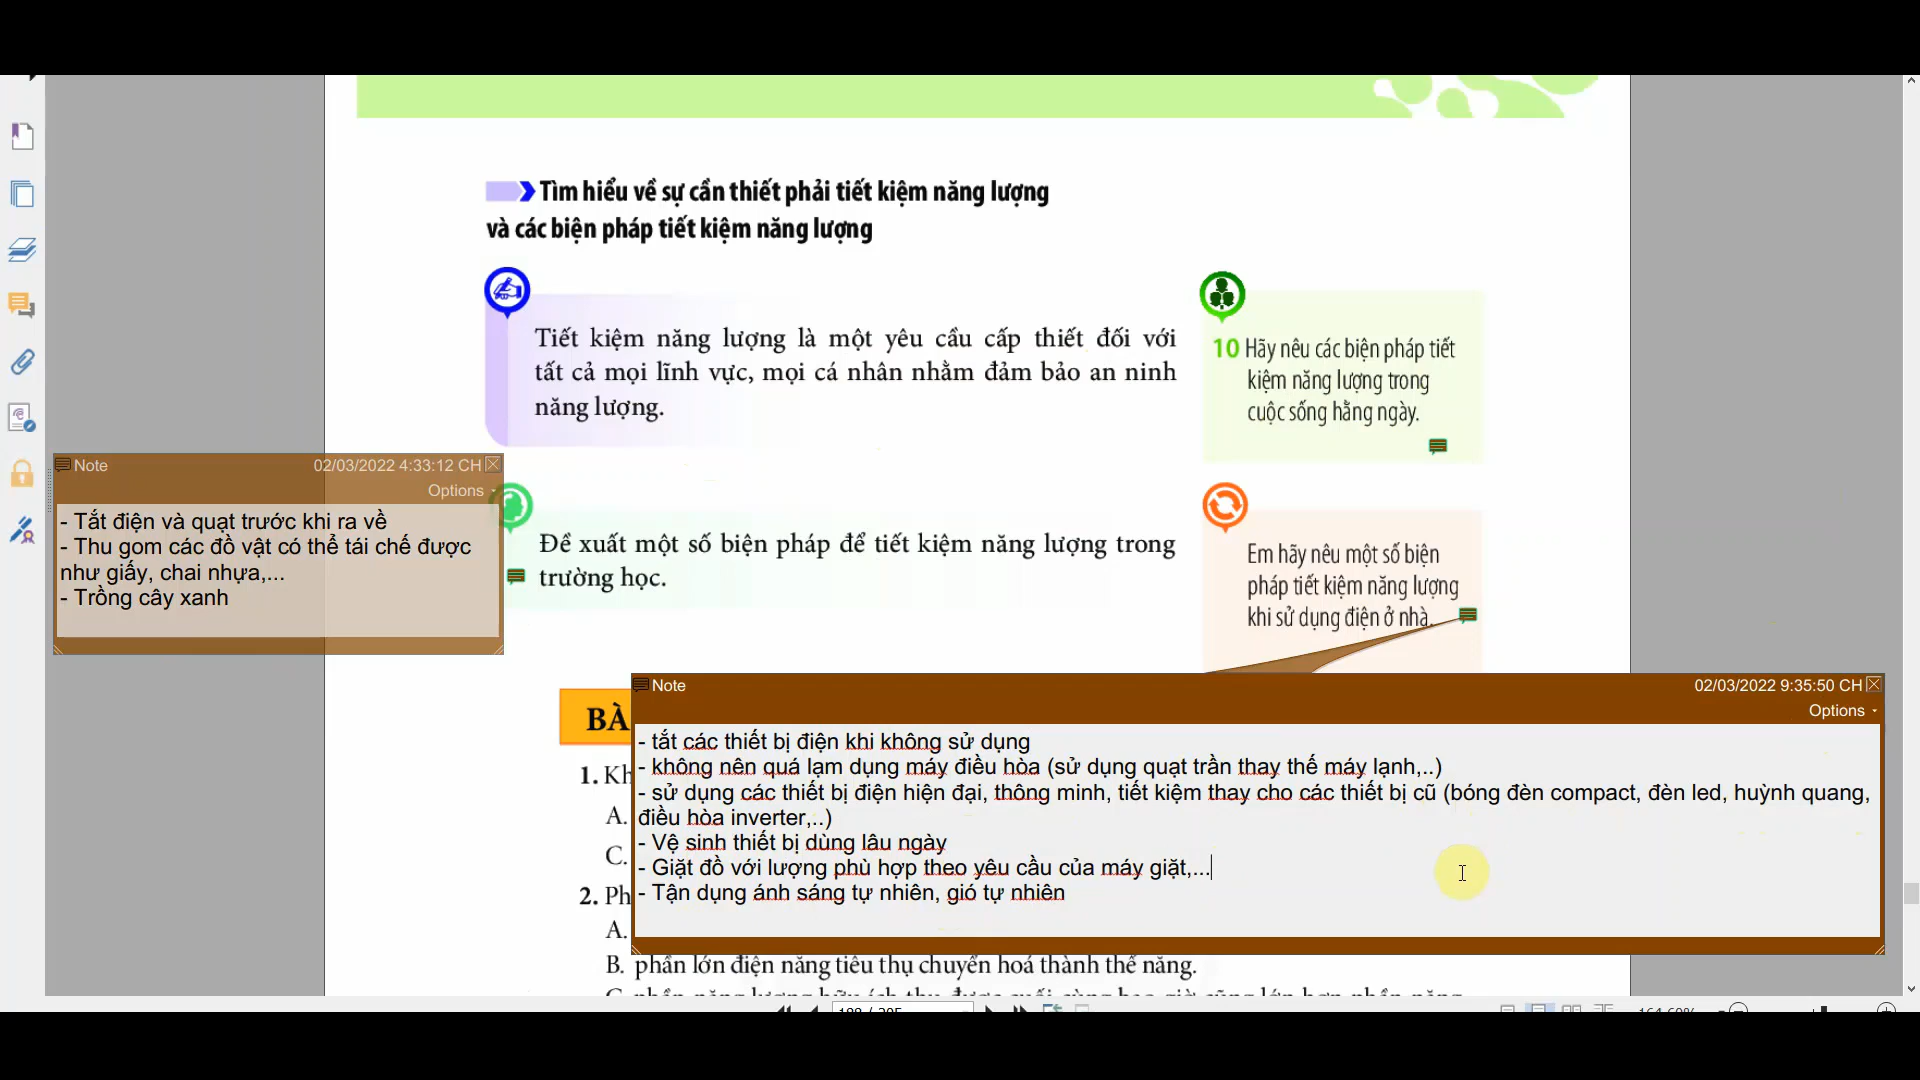 Tìm hiểu về sự cần thiết phải tiết kiệm năng lượng
và các biện pháp tiết kiệm năng lượng
Tiết kiệm năng lượng là một yêu cầu cấp thiết đối với
tất cả mọi lĩnh vực, mọi cá nhân nhằm đảm bảo an ninh
năng lượng.
10 Hãy nêu các biện pháp tiết
kiệm năng lượng trong
cuộc sống hằng ngày.
Note 02/03/2022 4:33:12 CH
Options
- Tắt điện và quạt trước khi ra về
- Thu gom các đồ vật có thể tái chế được
như giấy, chai nhựa,...
- Trồng cây xanh
Đề xuất một số biện pháp để tiết kiệm năng lượng trong
trường học.
Em hãy nêu một số biện
pháp tiết kiệm năng lượng
khi sử dụng điện ở nhà.
Note 02/03/2022 9:35:50 CH
Options
- tắt các thiết bị điện khi không sử dụng
- không nên quá lạm dụng máy điều hòa (sử dụng quạt trần thay thế máy lạnh,..)
- sử dụng các thiết bị điện hiện đại, thông minh, tiết kiệm thay cho các thiết bị cũ (bóng đèn compact, đèn led, huỳnh quang,
điều hòa inverter,..)
- Vệ sinh thiết bị dùng lâu ngày
- Giặt đồ với lượng phù hợp theo yêu cầu của máy giặt,...
- Tận dụng ánh sáng tự nhiên, gió tự nhiên
BÀ
1. Kh
A.
C.
2. Ph
A.
B. phần lớn điện năng tiêu thụ chuyển hoá thành thế năng.